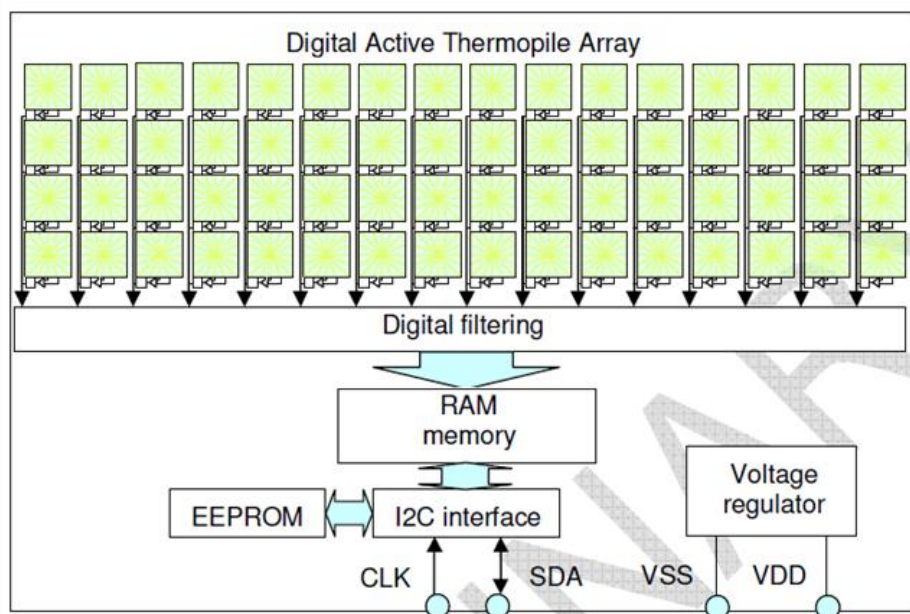 Digital Active Thermopile Array
Digital filtering
RAM
memory
Voltage
regulator
EEPROM
I2C interface
CLK
SDA
VSS
VDD